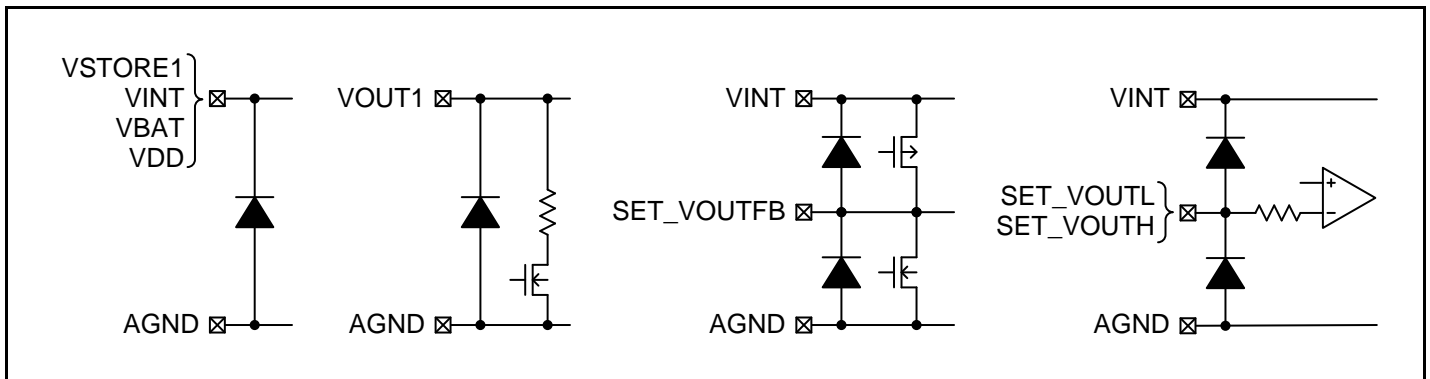 VSTORE1
VINT
VBAT
VDD
AGND
VOUT1
AGND
VINT
SET_VOUTFB
AGND
VINT
SET_VOUTL
SET_VOUTH
+
−
AGND